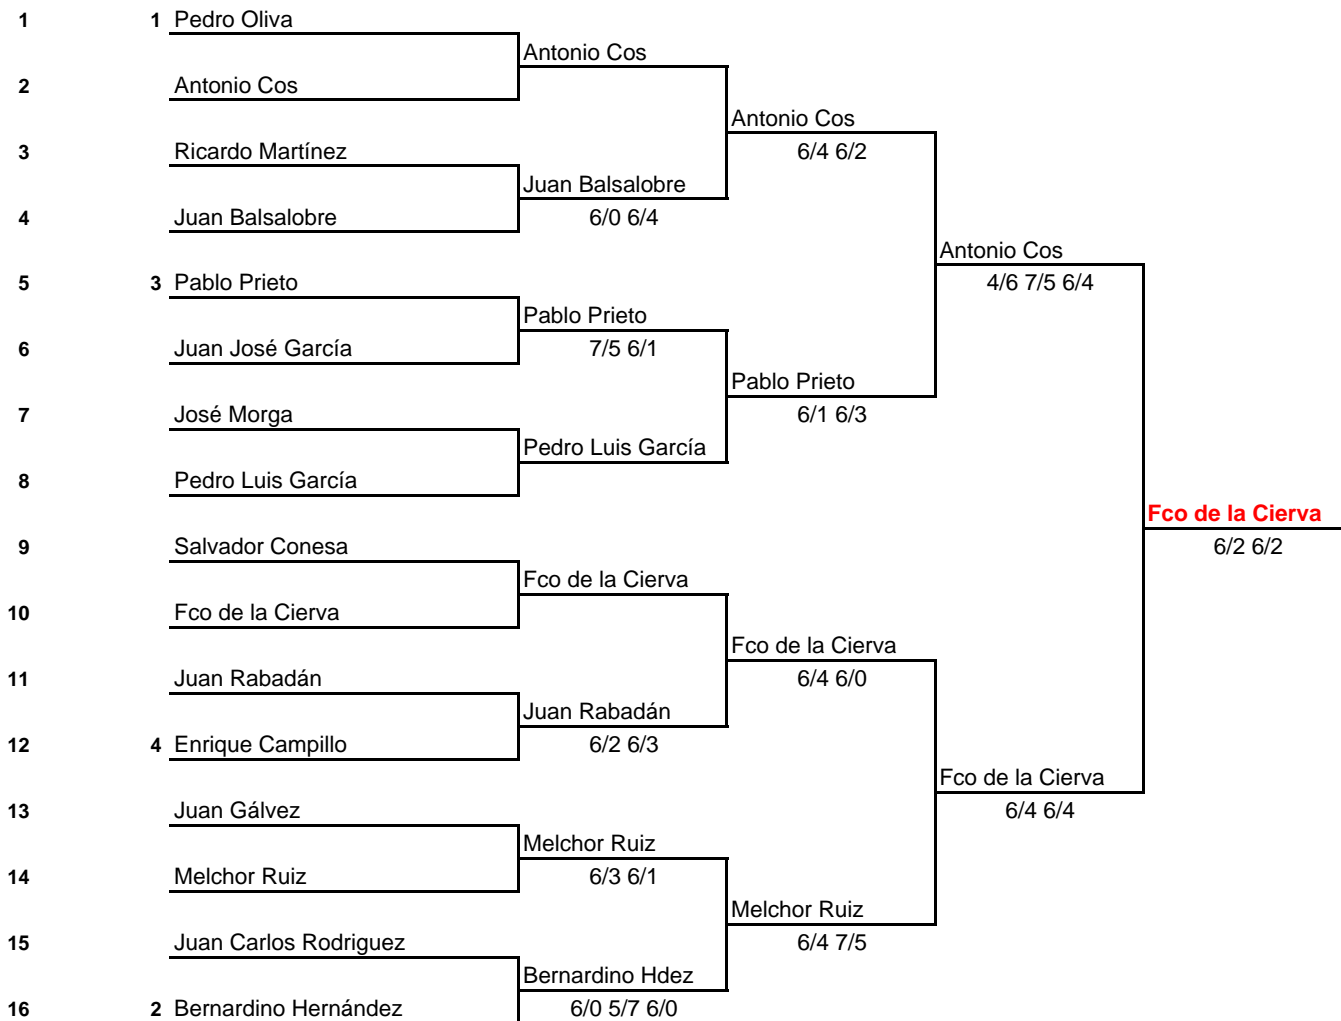 1 1 Pedro Oliva
Antonio Cos
2 Antonio Cos
Antonio Cos
3 Ricardo Martínez 6/4 6/2
Juan Balsalobre
4 Juan Balsalobre 6/0 6/4
Antonio Cos
5 3 Pablo Prieto 4/6 7/5 6/4
Pablo Prieto
6 Juan José García 7/5 6/1
Pablo Prieto
7 José Morga 6/1 6/3
Pedro Luis García
8 Pedro Luis García
Fco de la Cierva
9 Salvador Conesa 6/2 6/2
Fco de la Cierva
10 Fco de la Cierva
Fco de la Cierva
11 Juan Rabadán 6/4 6/0
Juan Rabadán
12 4 Enrique Campillo 6/2 6/3
Fco de la Cierva
13 Juan Gálvez 6/4 6/4
Melchor Ruiz
14 Melchor Ruiz 6/3 6/1
Melchor Ruiz
15 Juan Carlos Rodriguez 6/4 7/5
Bernardino Hdez
16 2 Bernardino Hernández 6/0 5/7 6/0